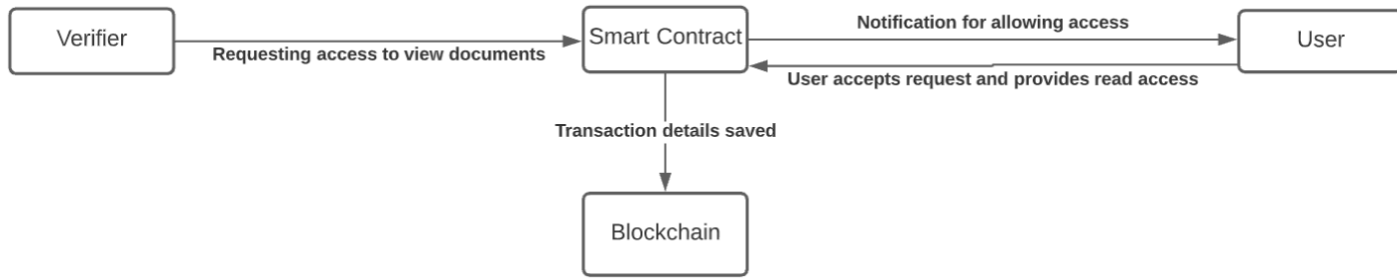 Verifier
Requesting access to view documents
Smart Contract
Notification for allowing access
User
User accepts request and provides read access
Transaction details saved
Blockchain